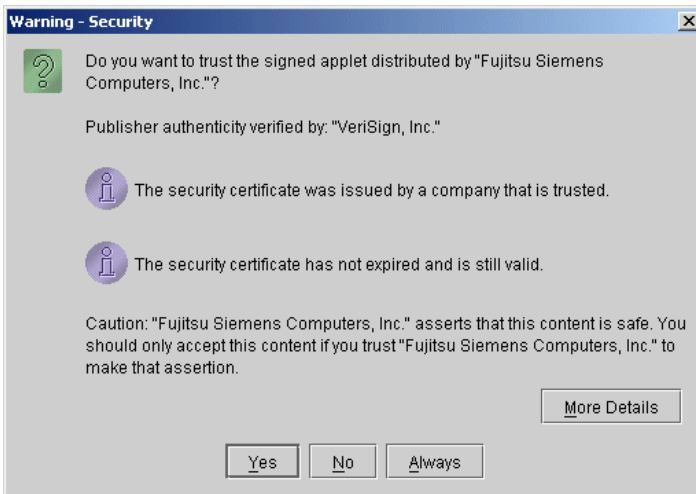 Warning - Security
Do you want to trust the signed applet distributed by "Fujitsu Siemens
Computers, Inc."?
Publisher authenticity verified by: "VeriSign, Inc."
The security certificate was issued by a company that is trusted.
The security certificate has not expired and is still valid.
Caution: "Fujitsu Siemens Computers, Inc." asserts that this content is safe. You
should only accept this content if you trust "Fujitsu Siemens Computers, Inc." to
make that assertion.
More Details
Yes No Always